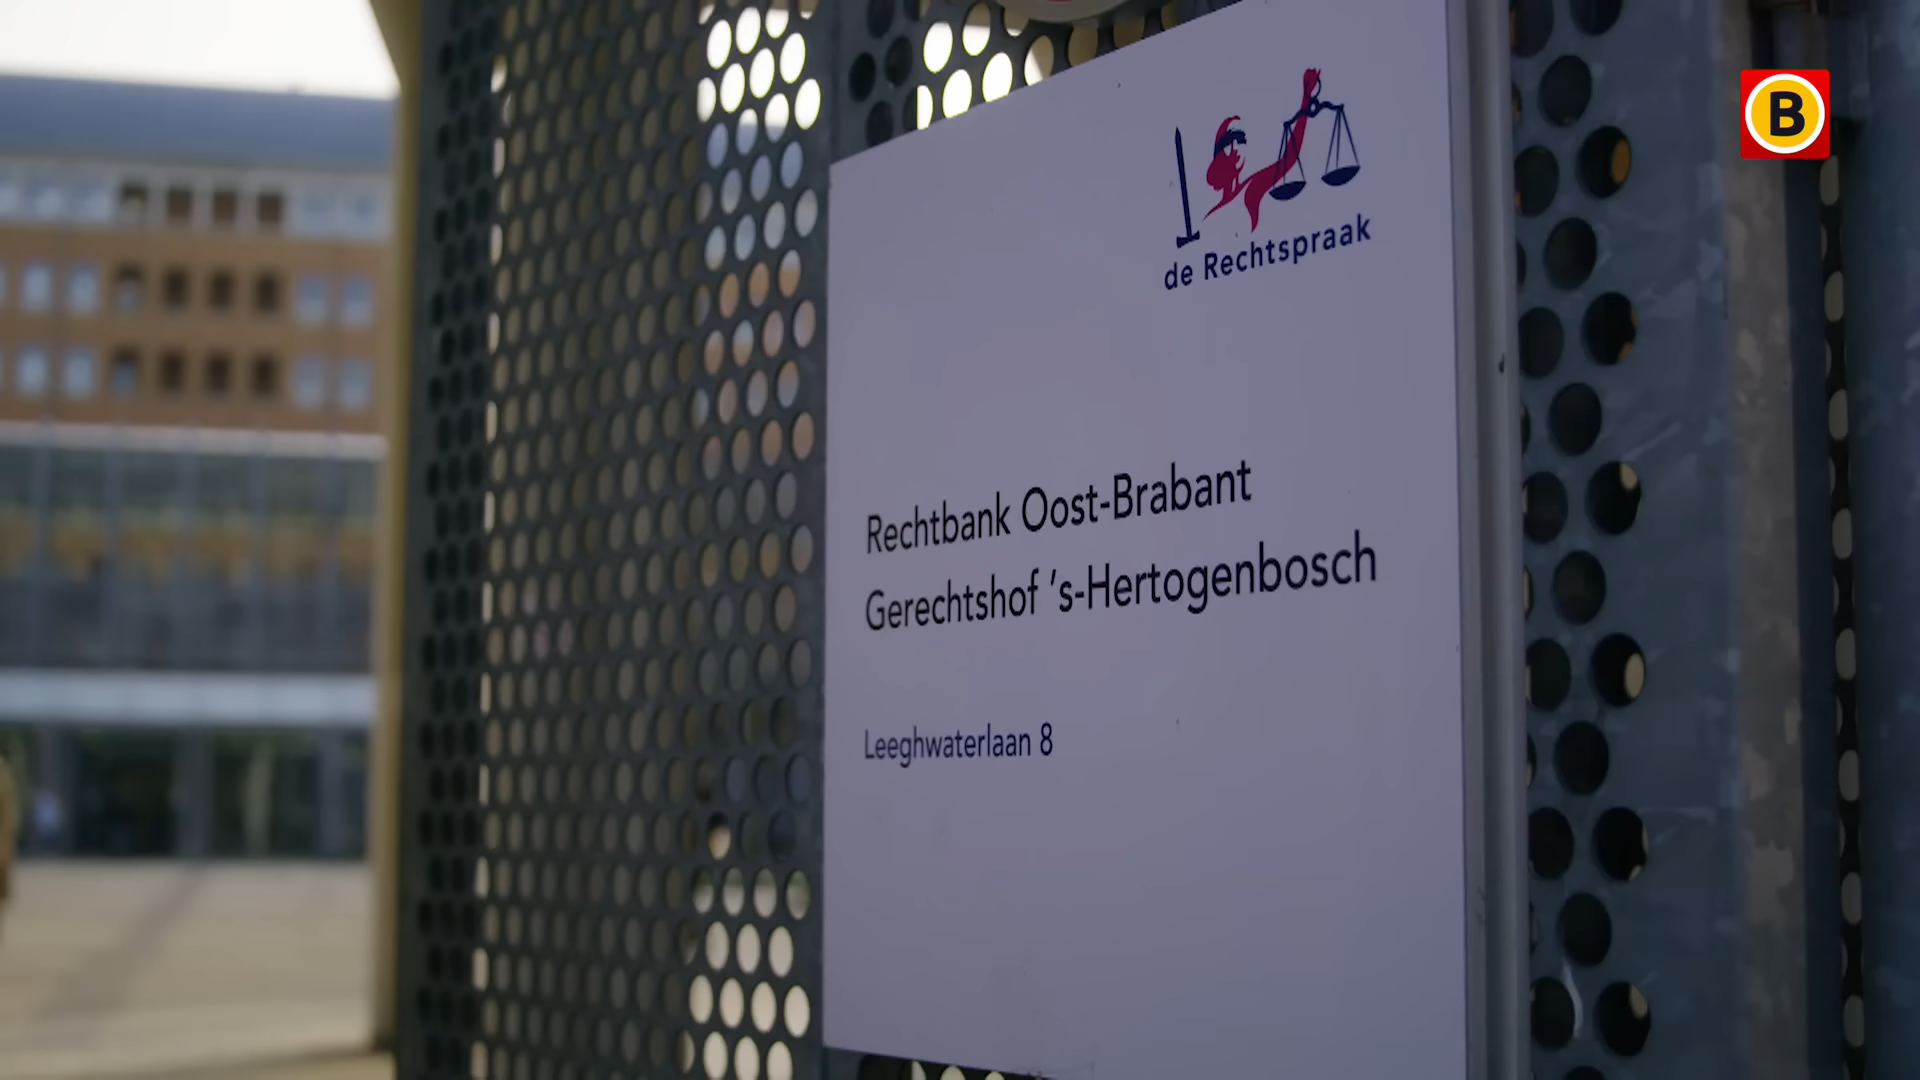 B
de Rechtspraak
Rechtbank Oost-Brabant
Gerechtshof 's-Hertogenbosch
Leeghwaterlaan 8